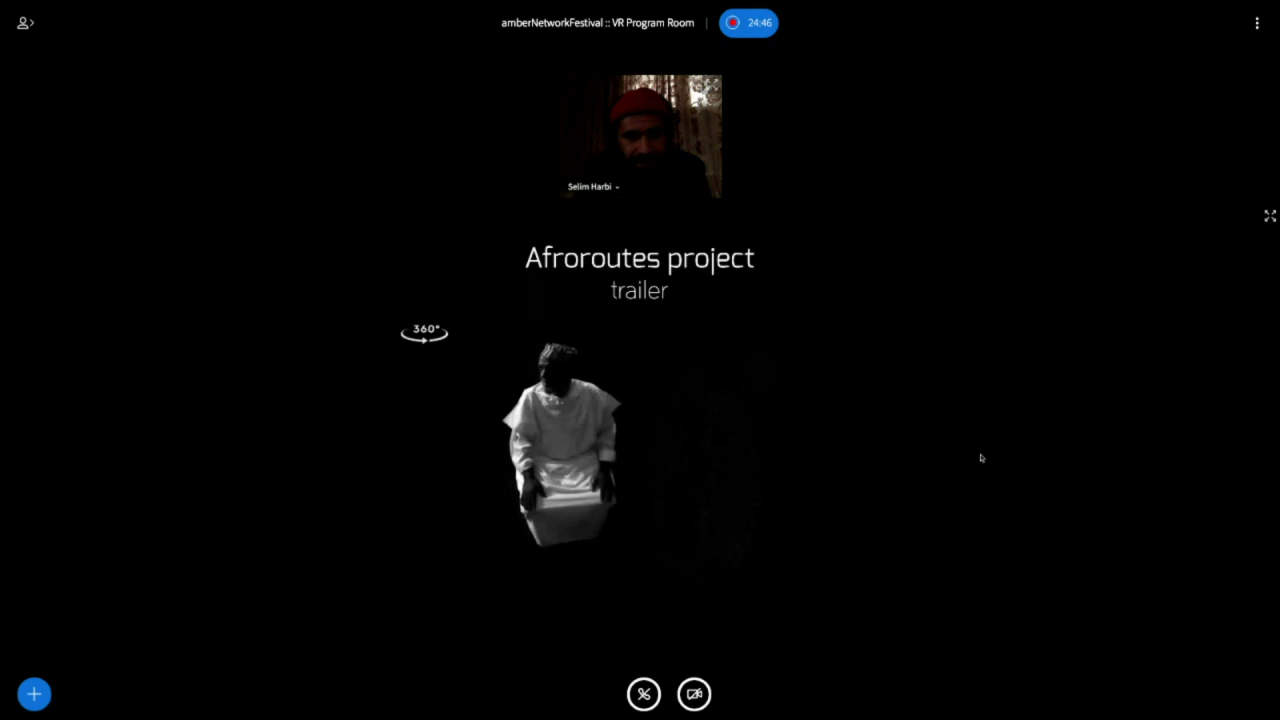 amberNetworkFestival :: VR Program Room | 24:46
Selim Harbi
Afroroutes project
trailer
360°